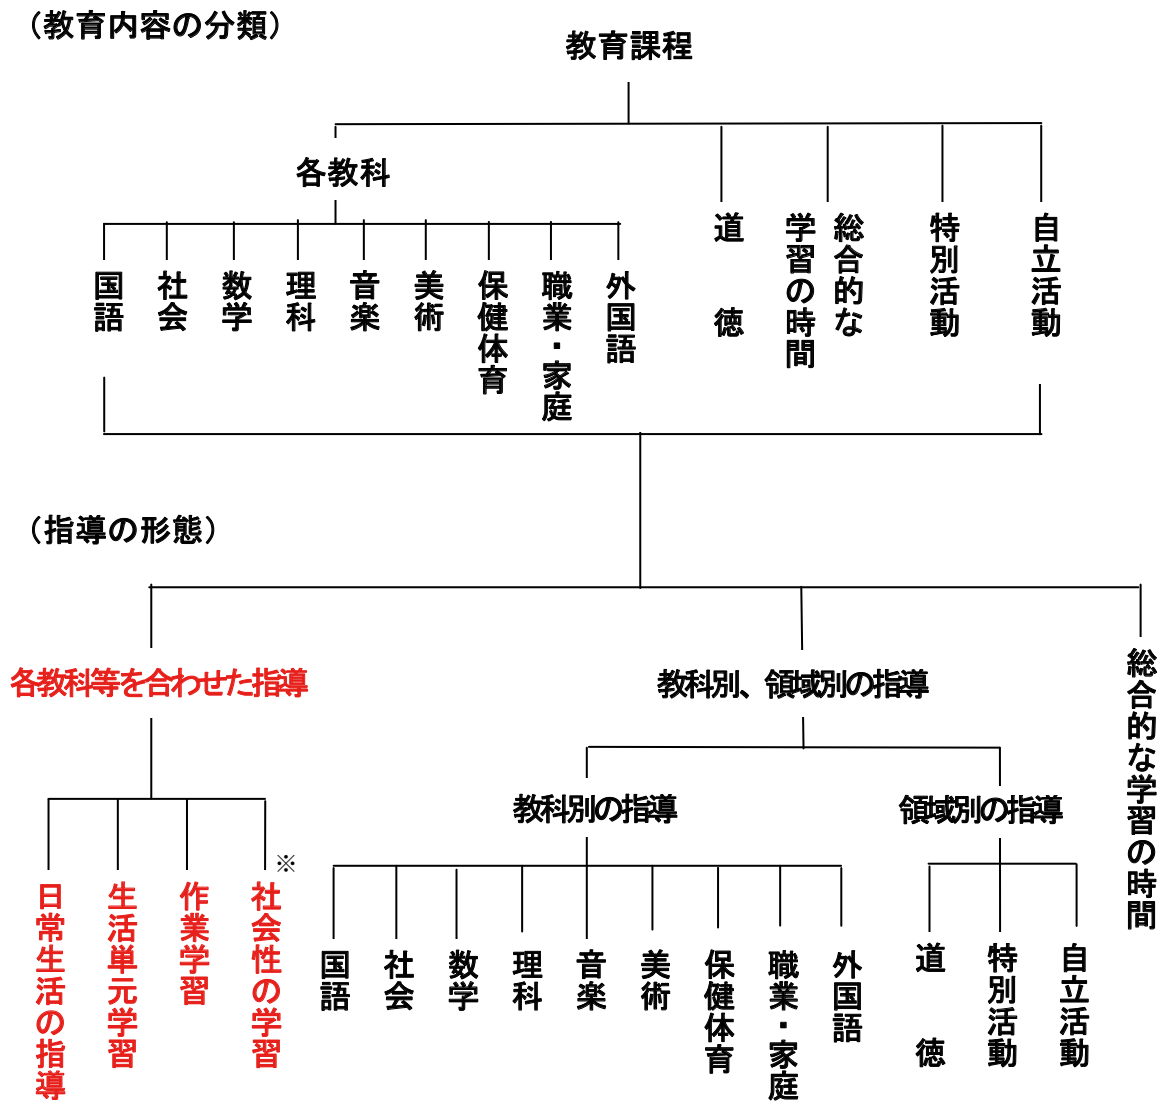 （教育内容の分類）
教育課程
各教科
道　徳
総合的な
学習の時間
特別活動
自立活動
国語
社会
数学
理科
音楽
美術
保健体育
職業・家庭
外国語
（指導の形態）
各教科等を合わせた指導
教科別、領域別の指導
総合的な学習の時間
教科別の指導
領域別の指導
※
日常生活の指導
生活単元学習
作業学習
社会性の学習
国語
社会
数学
理科
音楽
美術
保健体育
職業・家庭
外国語
道　徳
特別活動
自立活動